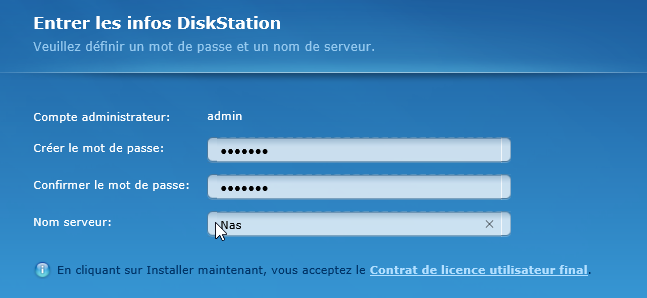 Entrer les infos DiskStation
Veuillez définir un mot de passe et un nom de serveur.
Compte administrateur: admin
Créer le mot de passe: •••••••
Confirmer le mot de passe: •••••••
Nom serveur: Nas
En cliquant sur Installer maintenant, vous acceptez le Contrat de licence utilisateur final.